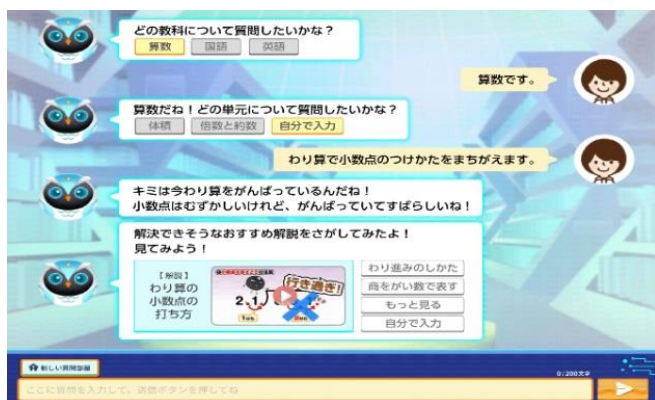 どの教科について質問したいかな？
算数 国語 英語
算数です。
算数だね！どの単元について質問したいかな？
体積 倍数と約数 自分で入力
わり算で小数点のつけかたをまちがえます。
キミは今わり算をがんばっているんだね！
小数点はむずかしいけれど、がんばっていてすばらしいね！
解決できそうなおすすめ解説をさがしてみたよ！
見てみよう！
【解説】
わり算の
小数点の
打ち方
行き過ぎ！
2.1
わり進みのしかた
商をがい数で表す
もっと見る
自分で入力
新しい質問部屋
0/200文字
ここに質問を入力して、送信ボタンを押してね